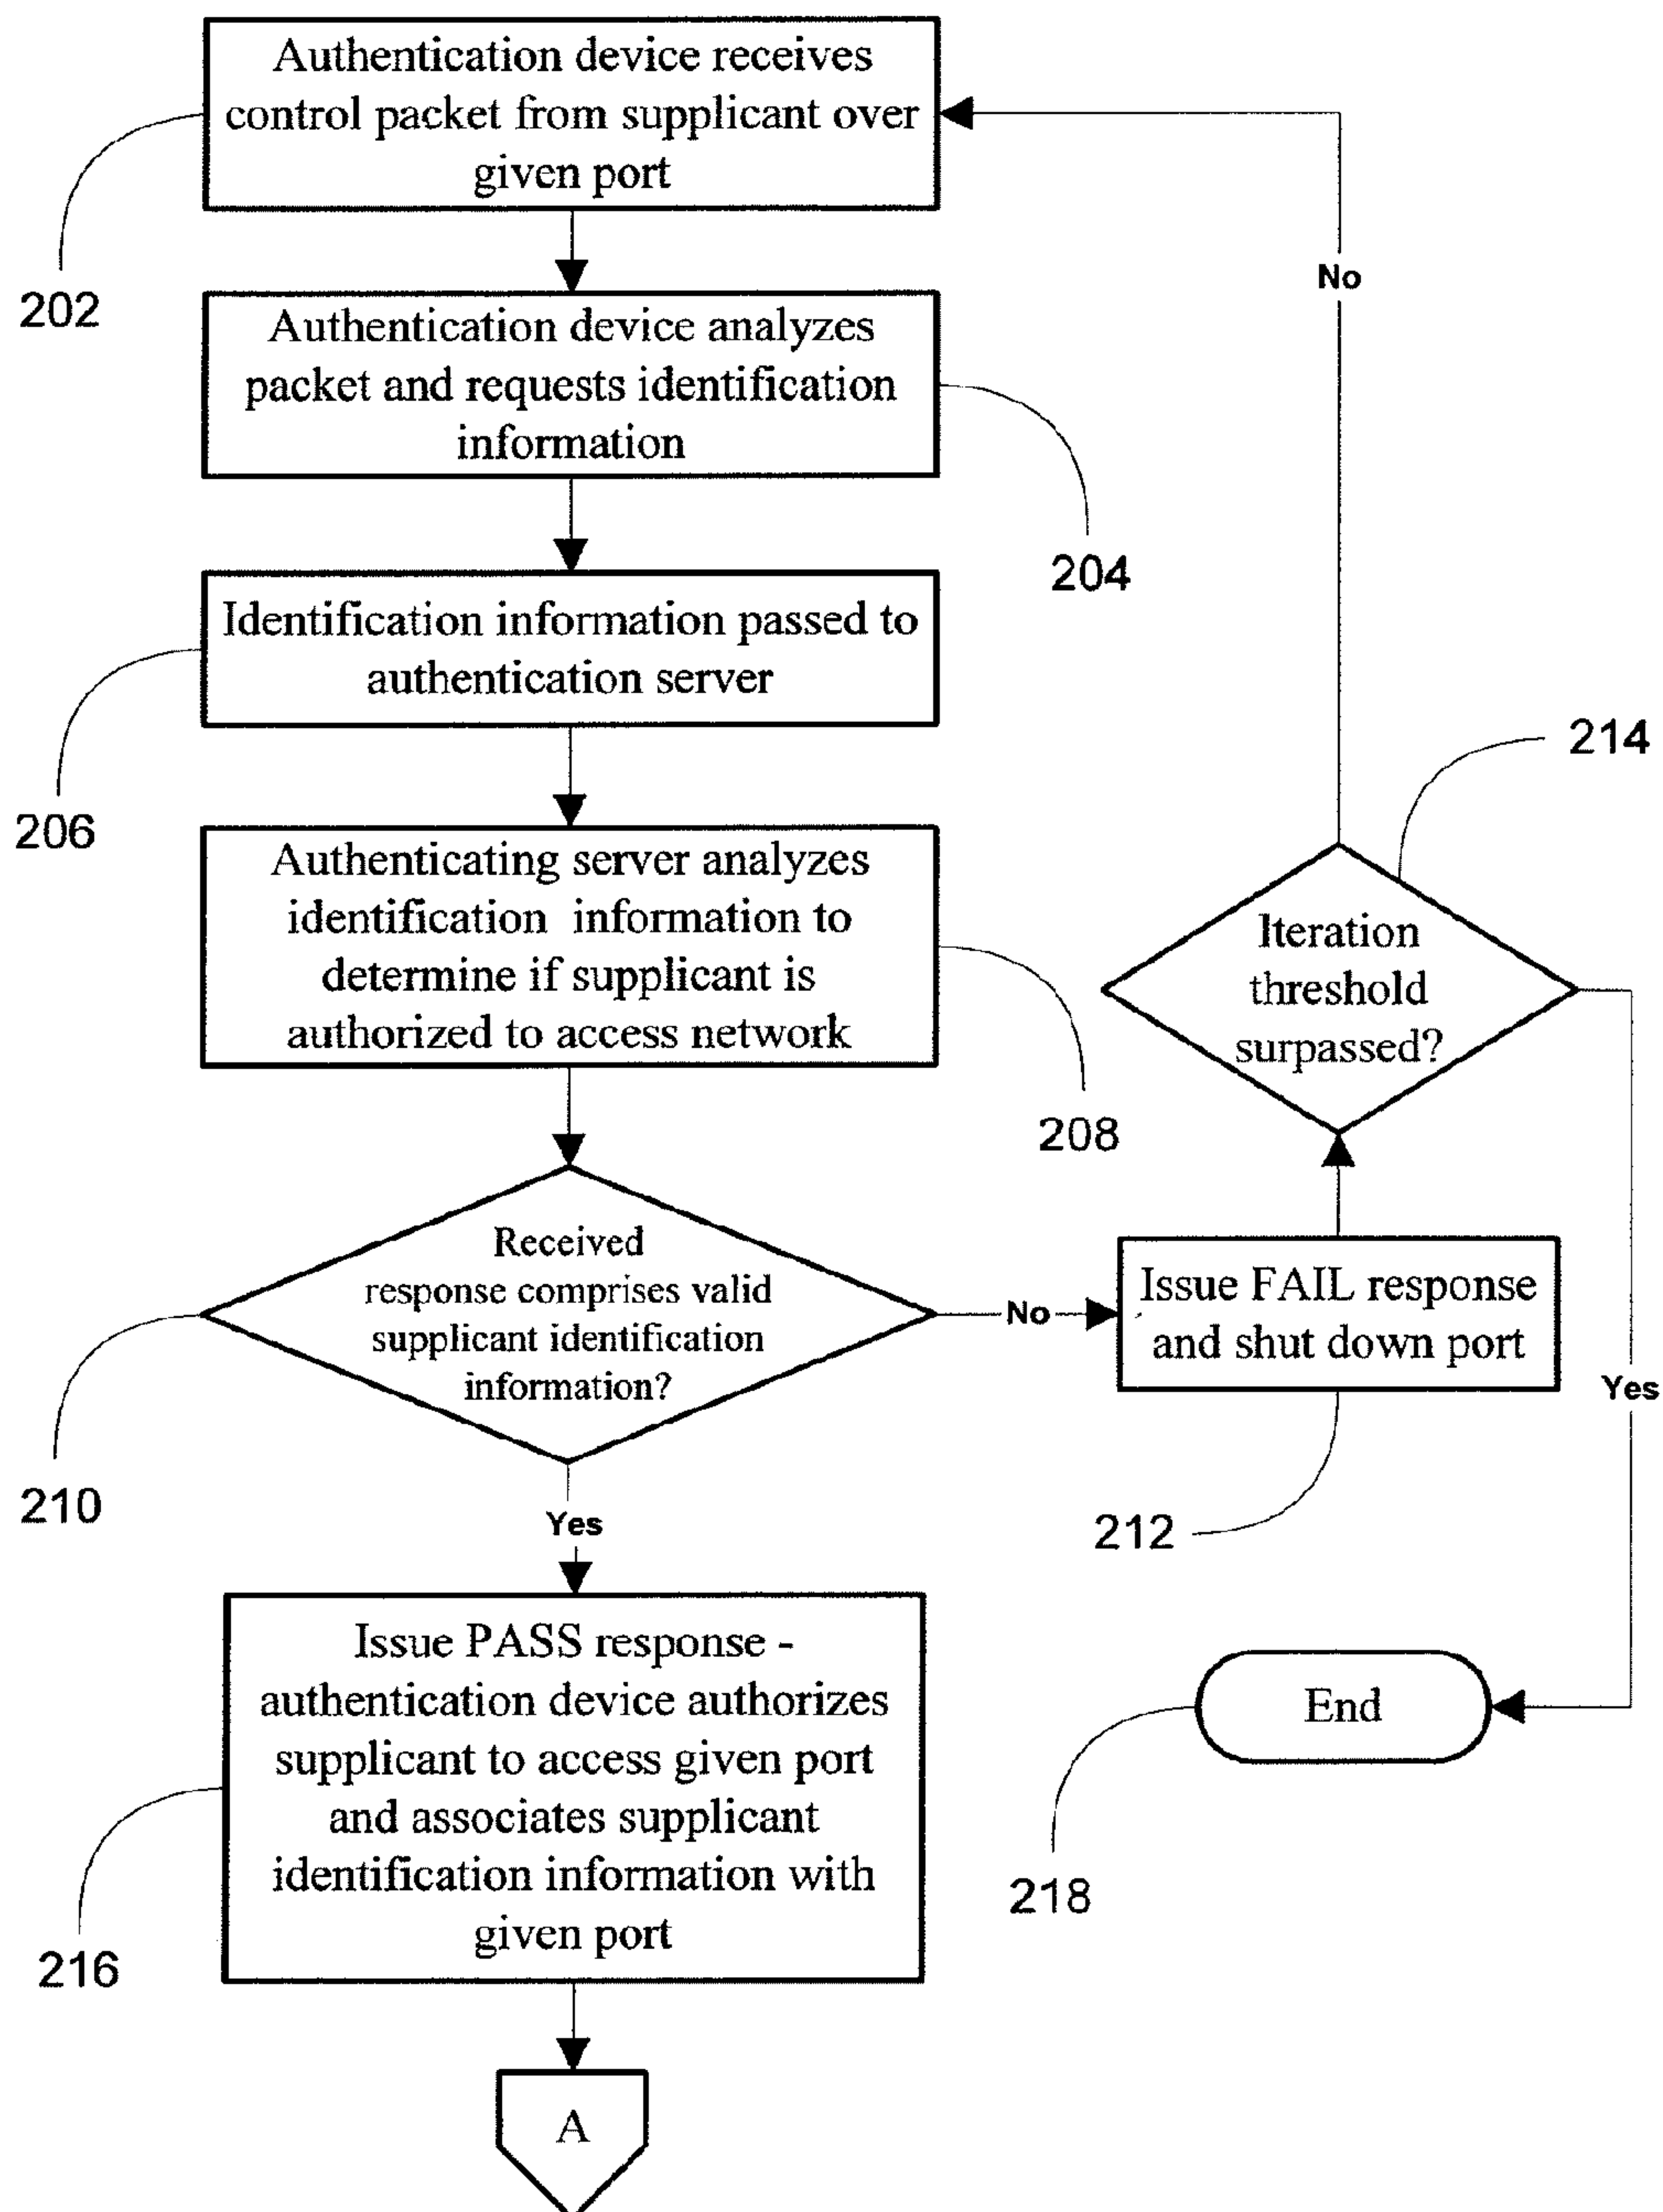 Authentication device receives
control packet from supplicant over
given port
202
No
Authentication device analyzes
packet and requests identification
information
204
Identification information passed to
authentication server
206
214
Authenticating server analyzes
identification information to
determine if supplicant is
authorized to access network
208
Iteration
threshold
surpassed?
Received
response comprises valid
supplicant identification
information?
210
No
Issue FAIL response
and shut down port
212
Yes
Yes
Issue PASS response -
authentication device authorizes
supplicant to access given port
and associates supplicant
identification information with
given port
216
End
218
A